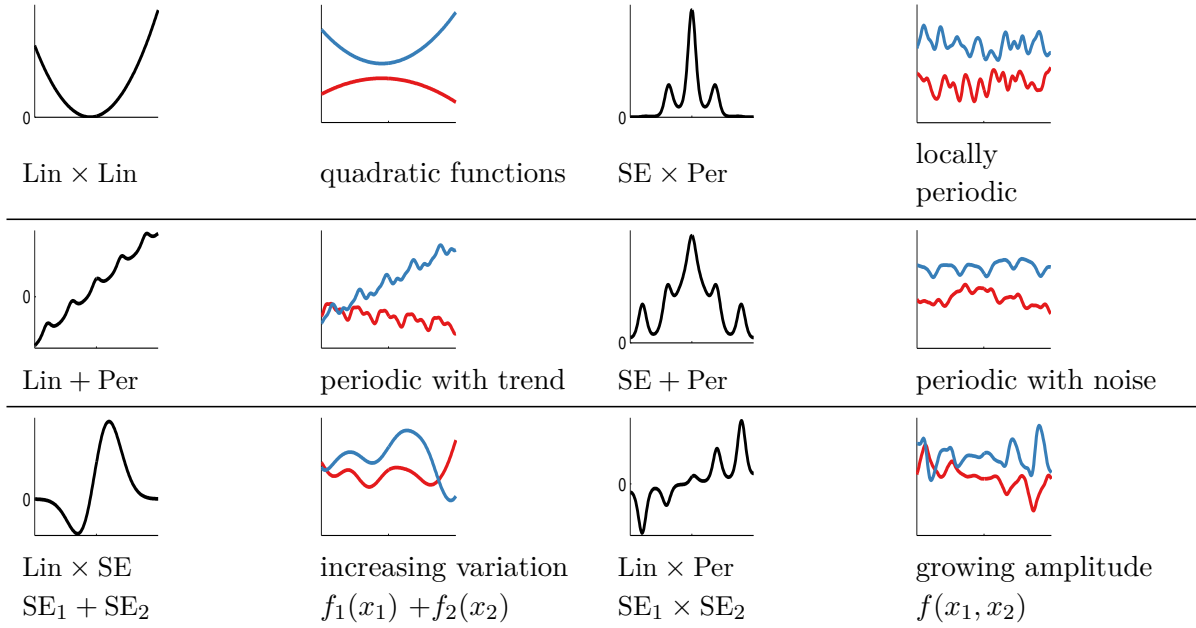 0
0
Lin × Lin
quadratic functions
SE × Per
locally
periodic
0
0
Lin + Per
periodic with trend
SE + Per
periodic with noise
0
0
Lin × SE
increasing variation
Lin × Per
growing amplitude
SE₁ + SE₂
f₁(x₁) +f₂(x₂)
SE₁ × SE₂
f(x₁, x₂)